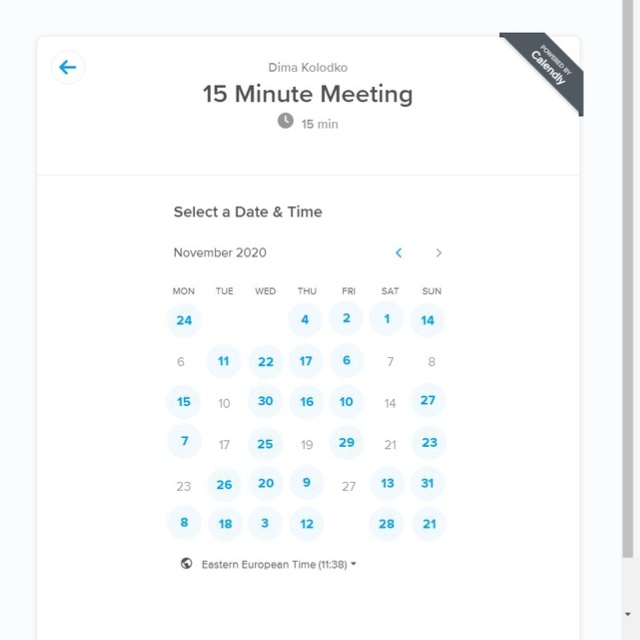 POWERED BY
Calendly
Dima Kolodko
15 Minute Meeting
15 min
Select a Date & Time
November 2020
MON TUE WED THU FRI SAT SUN
24 4 2 1 14
6 11 22 17 6 7 8
15 10 30 16 10 14 27
7 17 25 19 29 21 23
23 26 20 9 27 13 31
8 18 3 12 28 21
Eastern European Time (11:38)